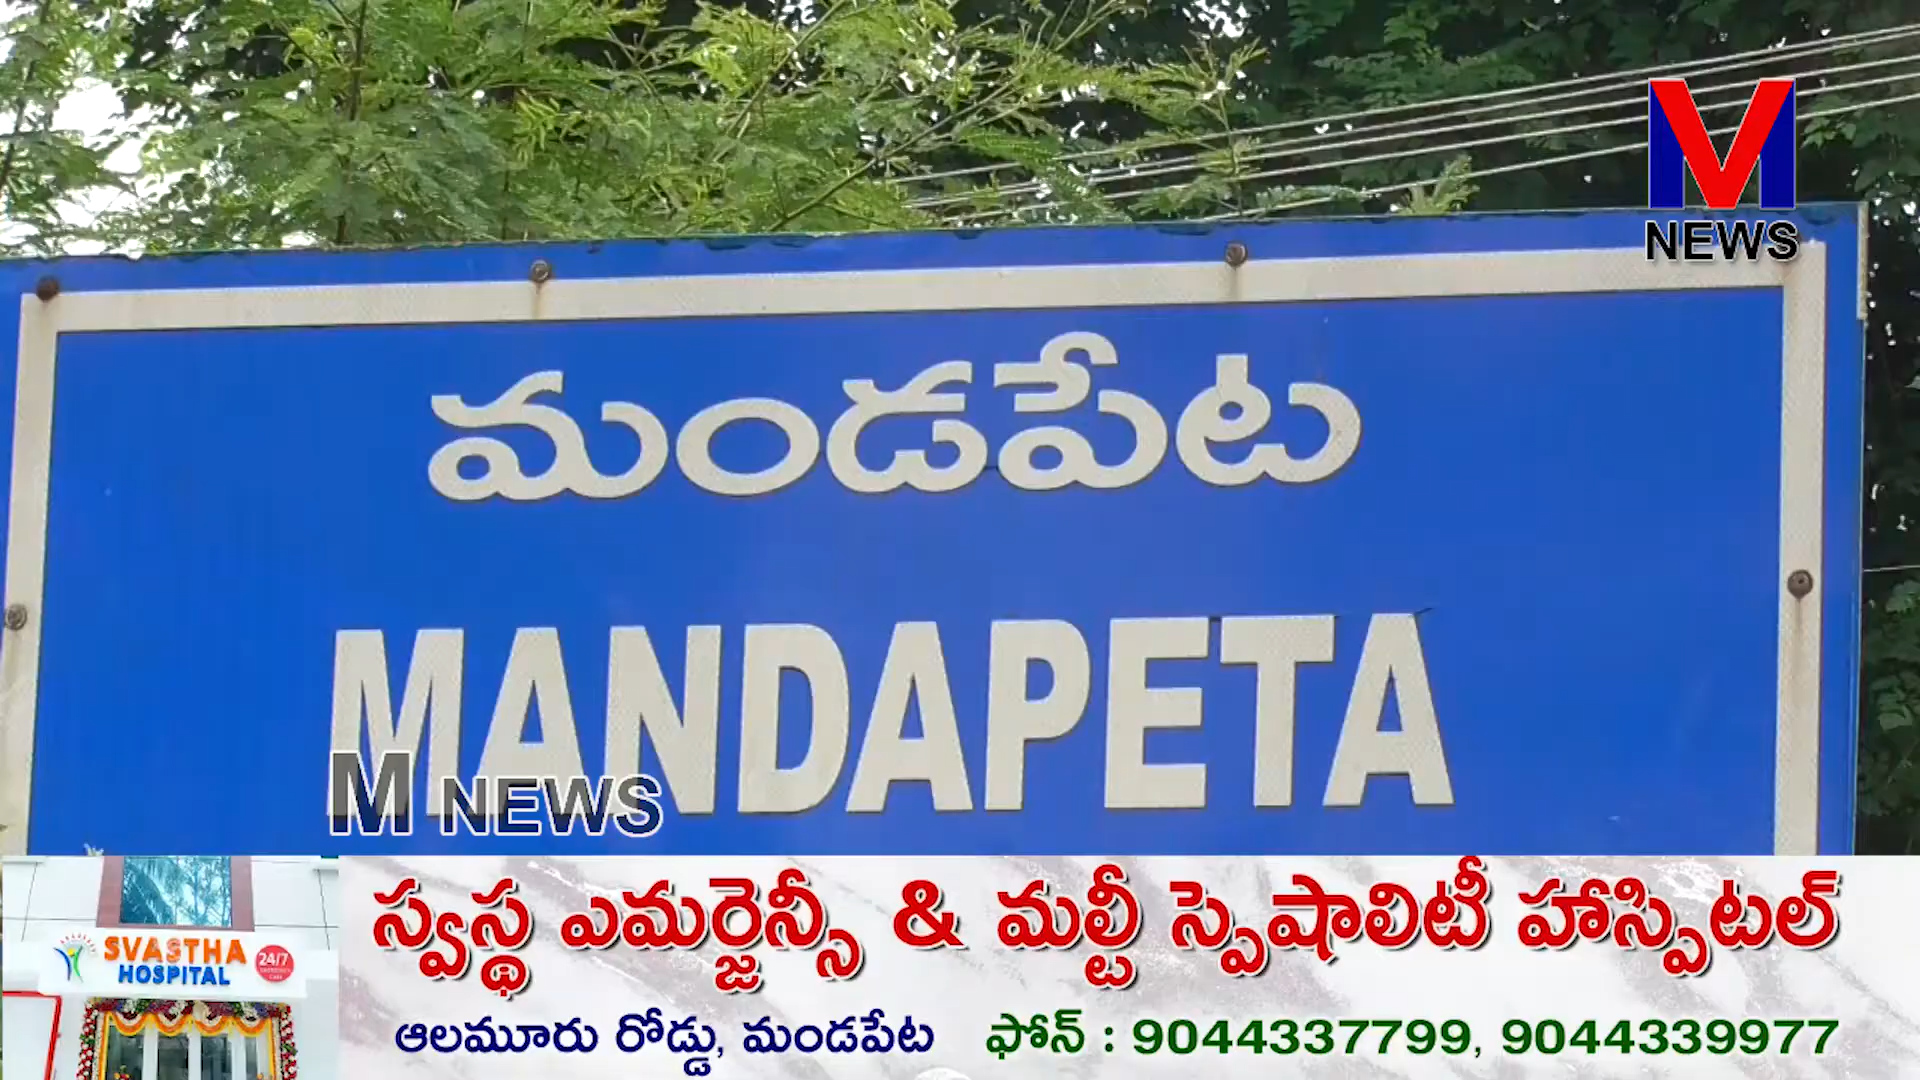 M
NEWS
మండపేట
MANDAPETA
M NEWS
SVASTHA
HOSPITAL
24/7
స్వస్థ ఎమర్జెన్సీ & మల్టీ స్పెషాలిటీ హాస్పిటల్
ఆలమూరు రోడ్డు, మండపేట ఫోన్ : 9044337799, 9044339977